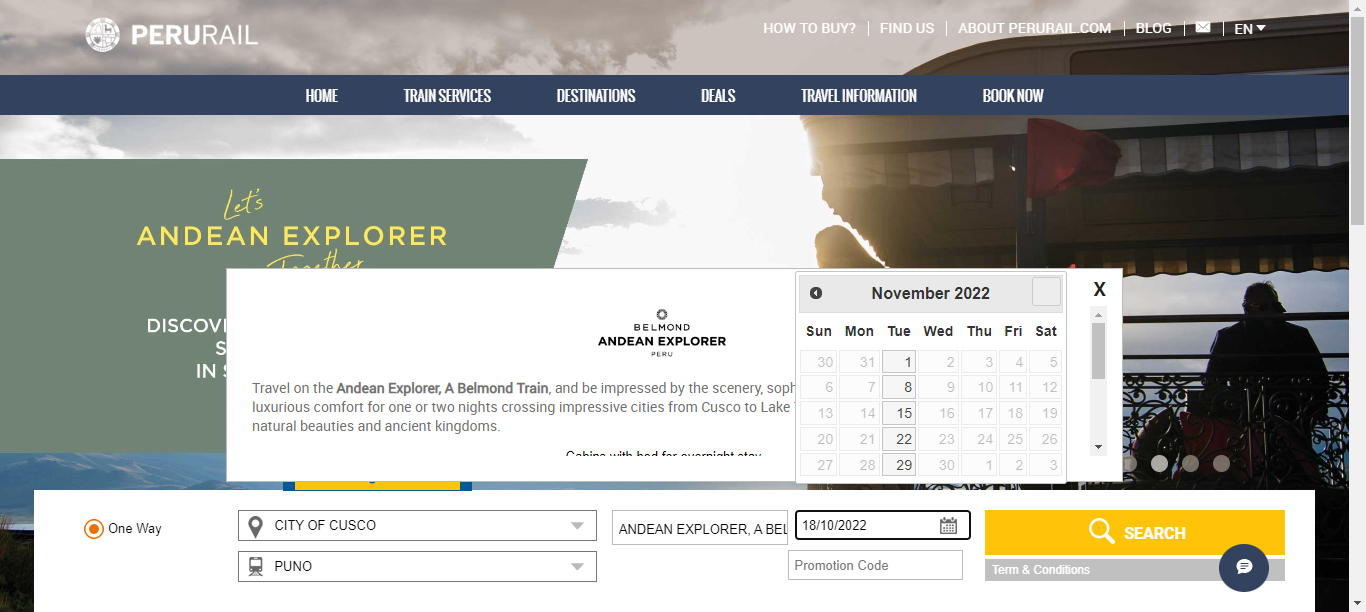 PERURAIL
HOW TO BUY?
FIND US
ABOUT PERURAIL.COM
BLOG
EN
HOME
TRAIN SERVICES
DESTINATIONS
DEALS
TRAVEL INFORMATION
BOOK NOW
Let's
ANDEAN EXPLORER
Together
DISCOVI
S
IN S
X
BELMOND
ANDEAN EXPLORER
PERU
Travel on the Andean Explorer, A Belmond Train, and be impressed by the scenery, soph
luxurious comfort for one or two nights crossing impressive cities from Cusco to Lake
natural beauties and ancient kingdoms.
Cabins with bed for overnight stay
November 2022
Sun Mon Tue Wed Thu Fri Sat
30 31 1 2 3 4 5
6 7 8 9 10 11 12
13 14 15 16 17 18 19
20 21 22 23 24 25 26
27 28 29 30 1 2 3
One Way
CITY OF CUSCO
ANDEAN EXPLORER, A BEL
18/10/2022
SEARCH
PUNO
Promotion Code
Term & Conditions